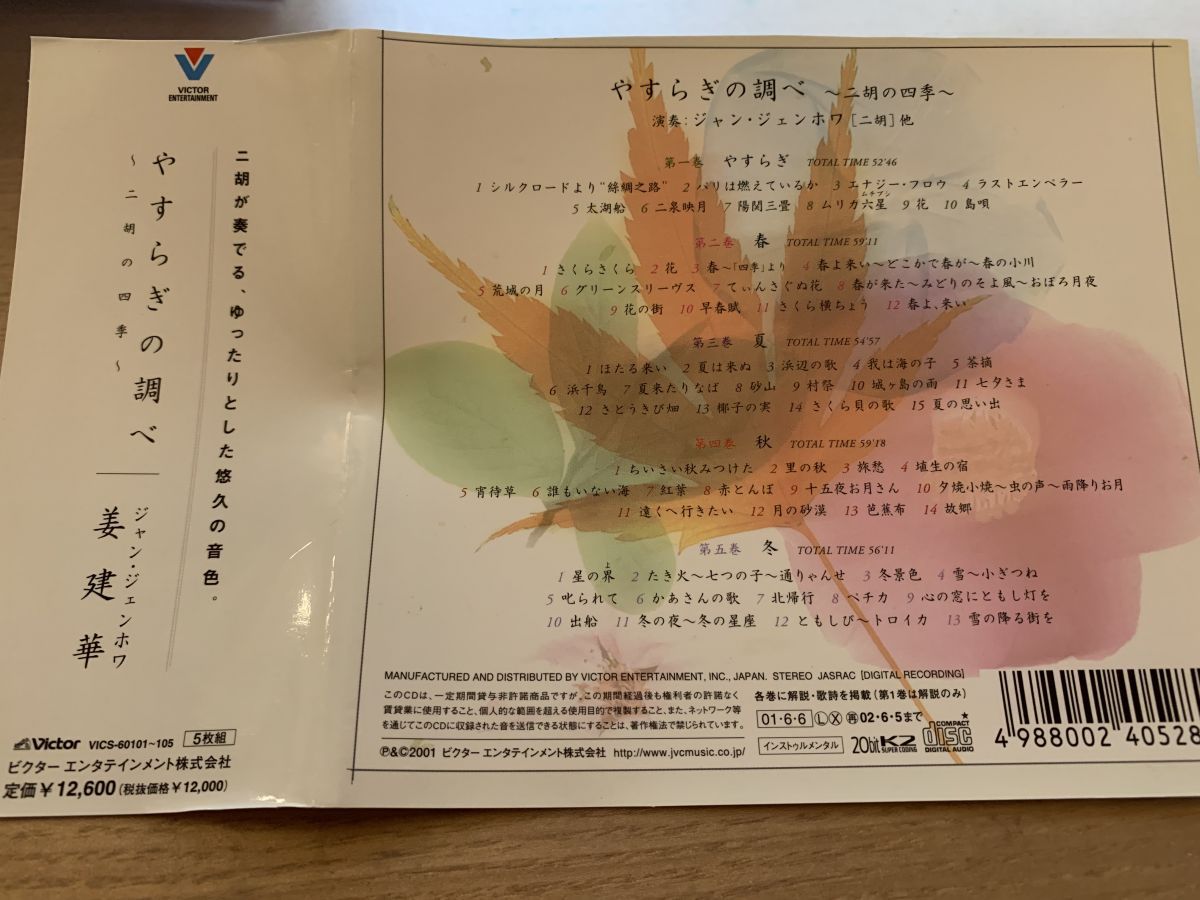 VICTOR
ENTERTAINMENT
二胡が奏でる、ゆったりとした悠久の音色。
やすらぎの調べ
～二胡の四季～
ジャン・ジェンホワ
姜建華
Victor VICS-60101~105 5枚組
ビクター エンタテインメント株式会社
定価￥12,600(税抜価格￥12,000)
やすらぎの調べ ～二胡の四季～
演奏:ジャン・ジェンホワ[二胡]他
第一巻 やすらぎ TOTAL TIME 52'46
1 シルクロードより"絲綢之路" 2 パリは燃えているか 3 エナジー・フロウ 4 ラストエンペラー
ムチブシ
5 太湖船 6 二泉映月 7 陽関三疊 8 ムリカ六星 9 花 10 島唄
第二巻 春 TOTAL TIME 59'11
1 さくらさくら 2 花 3 春～「四季」より 4 春よ来い～どこかで春が～春の小川
5 荒城の月 6 グリーンスリーヴス 7 てぃんさぐぬ花 8 春が来た～みどりのそよ風～おぼろ月夜
9 花の街 10 早春賦 11 さくら横ちょう 12 春よ、来い
第三巻 夏 TOTAL TIME 54'57
1 ほたる来い 2 夏は来ぬ 3 浜辺の歌 4 我は海の子 5 茶摘
6 浜千鳥 7 夏来たりなば 8 砂山 9 村祭 10 城ヶ島の雨 11 七夕さま
12 さとうきび畑 13 椰子の実 14 さくら貝の歌 15 夏の思い出
第四巻 秋 TOTAL TIME 59'18
1 ちいさい秋みつけた 2 里の秋 3 旅愁 4 埴生の宿
5 宵待草 6 誰もいない海 7 紅葉 8 赤とんぼ 9 十五夜お月さん 10 夕焼小焼～虫の声～雨降りお月
11 遠くへ行きたい 12 月の砂漠 13 芭蕉布 14 故郷
第五巻 冬 TOTAL TIME 56'11
よ
1 星の界 2 たき火～七つの子～通りゃんせ 3 冬景色 4 雪～小ぎつね
5 叱られて 6 かあさんの歌 7 北帰行 8 ペチカ 9 心の窓にともし灯を
10 出船 11 冬の夜～冬の星座 12 ともしび～トロイカ 13 雪の降る街を
MANUFACTURED AND DISTRIBUTED BY VICTOR ENTERTAINMENT, INC., JAPAN. STEREO JASRAC [DIGITAL RECORDING]
このCDは、一定期間貸与非許諾商品ですが、この期間経過後も権利者の許諾なく
賃貸業に使用すること、個人的な範囲を超える使用目的で複製すること、また、ネットワーク等
を通じてこのCDに収録された音を送信できる状態にすることは、著作権法で禁じられています。
℗&©2001 ビクター エンタテインメント株式会社 http://www.jvcmusic.co.jp/
各巻に解説・歌詩を掲載(第1巻は解説のみ)
01・6・6 Ⓛ Ⓧ 再 02・6・5まで
インストゥルメンタル 20bit K2 SUPER CODING COMPACT disc DIGITAL AUDIO
4 988002 40528